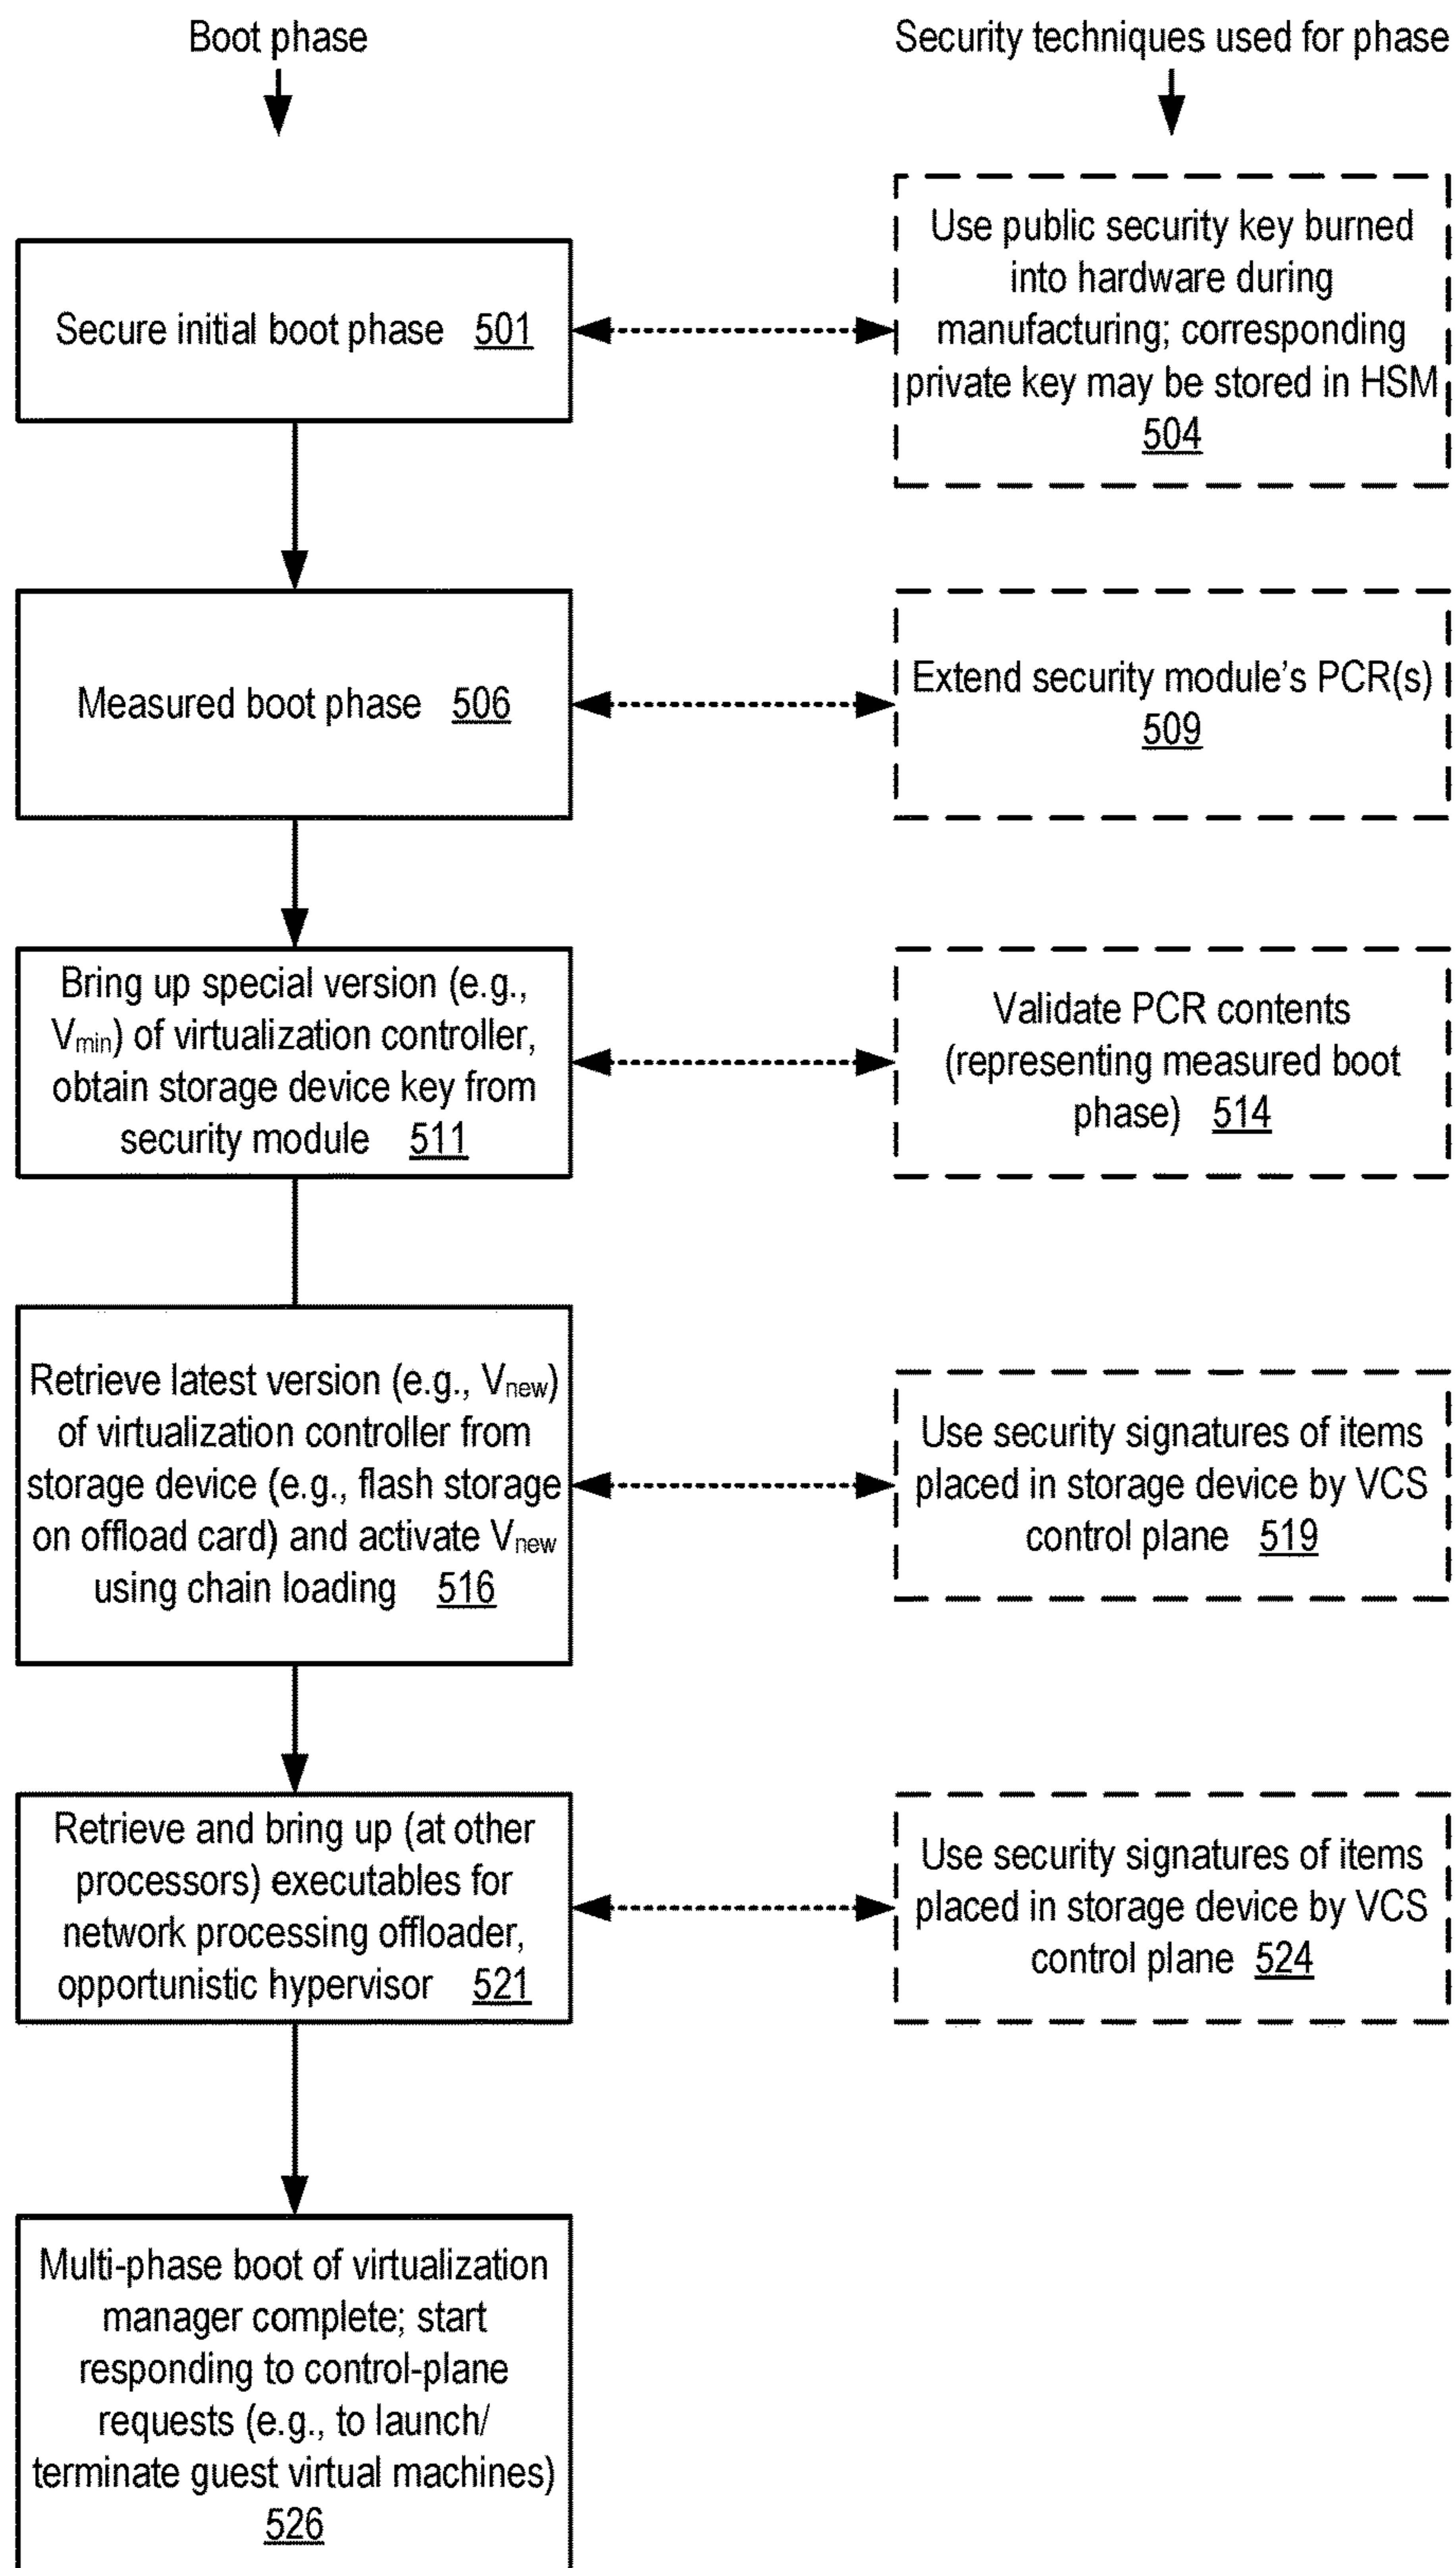 Boot phase
Security techniques used for phase
Secure initial boot phase 501
Use public security key burned
into hardware during
manufacturing; corresponding
private key may be stored in HSM
504
Measured boot phase 506
Extend security module's PCR(s)
509
Bring up special version (e.g.,
Vmin) of virtualization controller,
obtain storage device key from
security module 511
Validate PCR contents
(representing measured boot
phase) 514
Retrieve latest version (e.g., Vnew)
of virtualization controller from
storage device (e.g., flash storage
on offload card) and activate Vnew
using chain loading 516
Use security signatures of items
placed in storage device by VCS
control plane 519
Retrieve and bring up (at other
processors) executables for
network processing offloader,
opportunistic hypervisor 521
Use security signatures of items
placed in storage device by VCS
control plane 524
Multi-phase boot of virtualization
manager complete; start
responding to control-plane
requests (e.g., to launch/
terminate guest virtual machines)
526